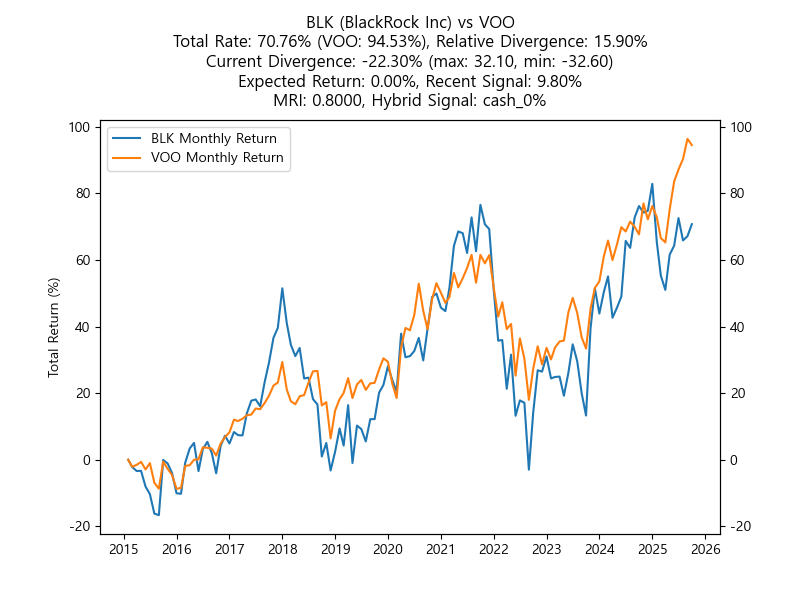 BLK (BlackRock Inc) vs VOO
Total Rate: 70.76% (VOO: 94.53%), Relative Divergence: 15.90%
Current Divergence: -22.30% (max: 32.10, min: -32.60)
Expected Return: 0.00%, Recent Signal: 9.80%
MRI: 0.8000, Hybrid Signal: cash_0%
BLK Monthly Return
VOO Monthly Return
Total Return (%)
100
80
60
40
20
0
-20
100
80
60
40
20
0
-20
2015 2016 2017 2018 2019 2020 2021 2022 2023 2024 2025 2026